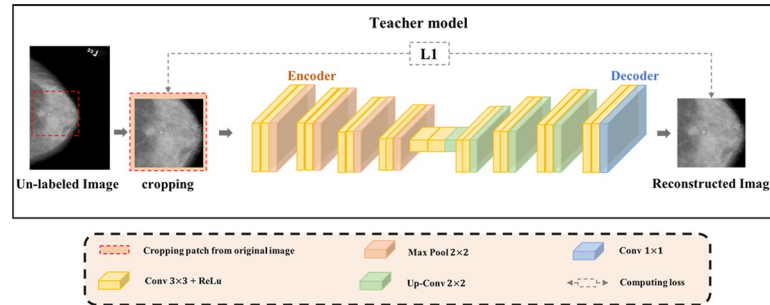 Teacher model
L1
Encoder
Decoder
Un-labeled Image
cropping
Reconstructed Imag
Cropping patch from original image
Max Pool 2×2
Conv 1×1
Conv 3×3 + ReLu
Up-Conv 2×2
Computing loss